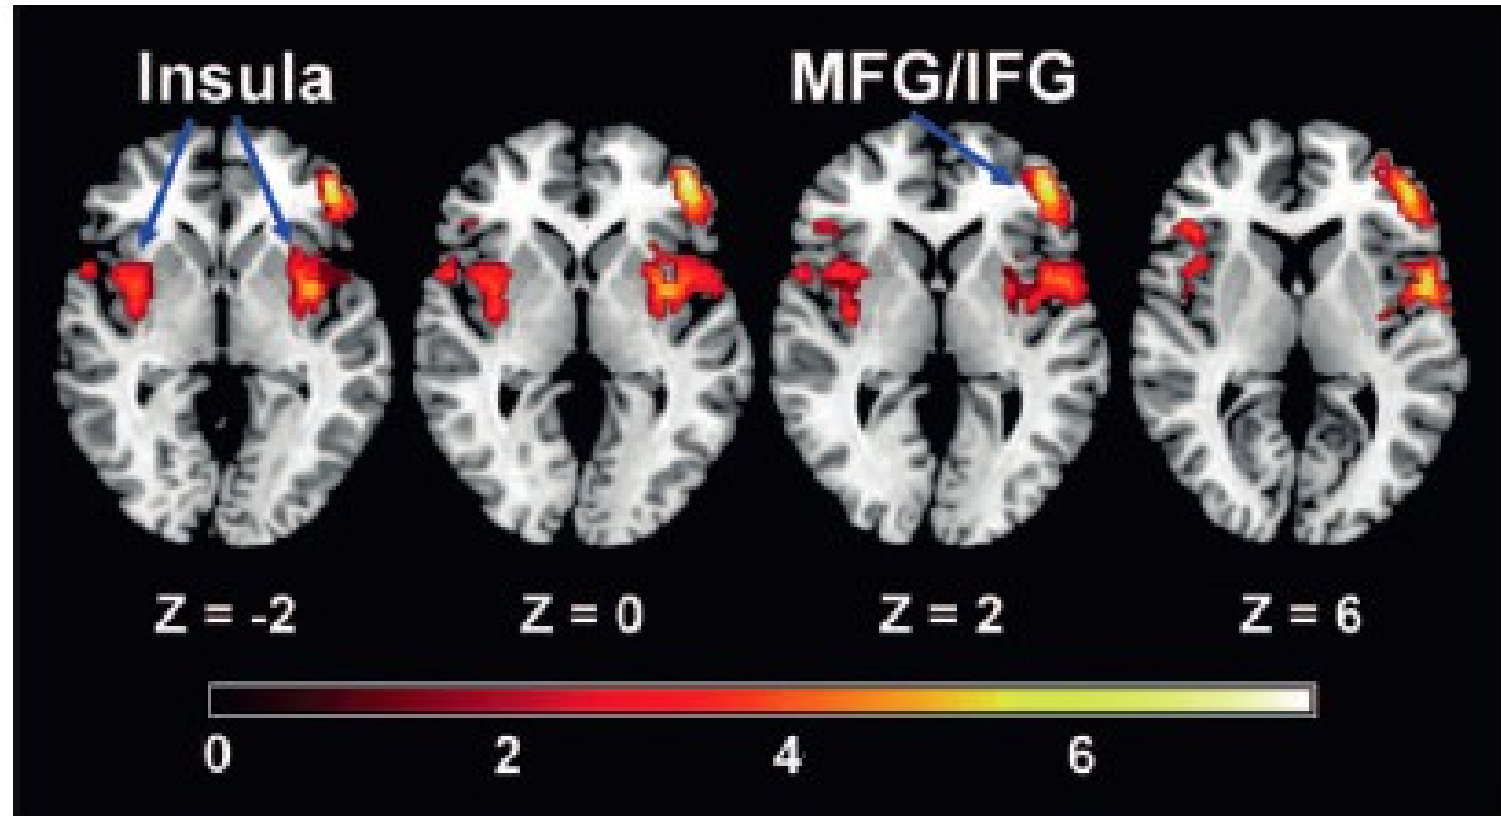 Insula MFG/IFG
Z = -2 Z = 0 Z = 2 Z = 6
0 2 4 6